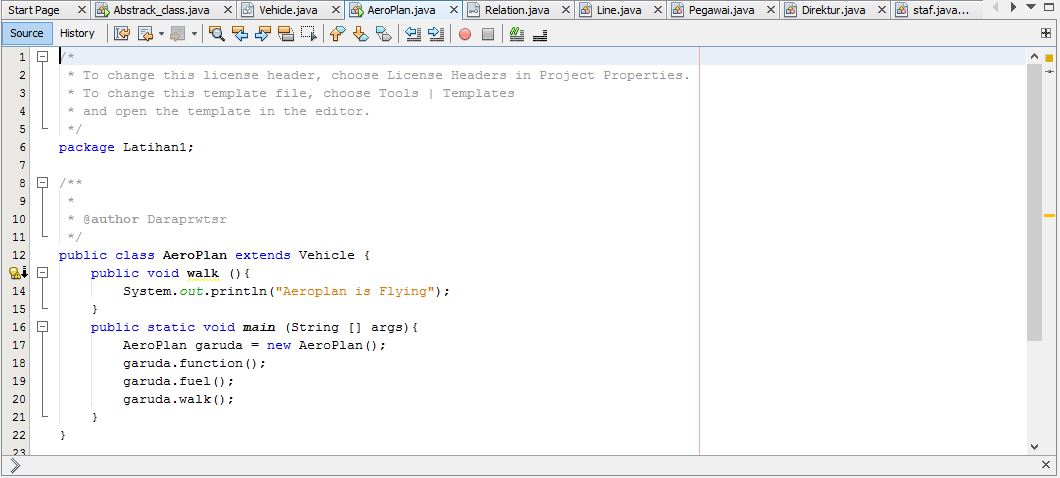 Start Page Abstrack_class.java Vehicle.java AeroPlan.java Relation.java Line.java Pegawai.java Direktur.java staf.java...
Source History
1 /*
2 * To change this license header, choose License Headers in Project Properties.
3 * To change this template file, choose Tools | Templates
4 * and open the template in the editor.
5 */
6 package Latihan1;
7
8 /**
9 *
10 * @author Daraprwtsr
11 */
12 public class AeroPlan extends Vehicle {
public void walk (){
14 System.out.println("Aeroplan is Flying");
15 }
16 public static void main (String [] args){
17 AeroPlan garuda = new AeroPlan();
18 garuda.function();
19 garuda.fuel();
20 garuda.walk();
21 }
22 }
23